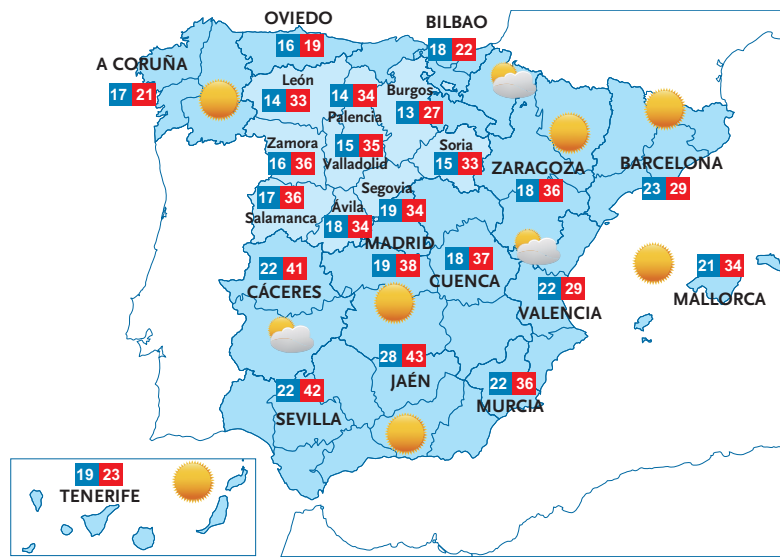 OVIEDO
16 19
BILBAO
18 22
A CORUÑA
17 21
León
14 33
14 34
Palencia
Burgos
13 27
Zamora
16 36
15 35
Valladolid
Soria
15 33
ZARAGOZA
18 36
BARCELONA
23 29
17 36
Salamanca
Ávila
18 34
Segovia
19 34
MADRID
19 38
18 37
CUENCA
22 41
CÁCERES
22 29
VALENCIA
21 34
MALLORCA
28 43
JAÉN
22 42
SEVILLA
22 36
MURCIA
19 23
TENERIFE